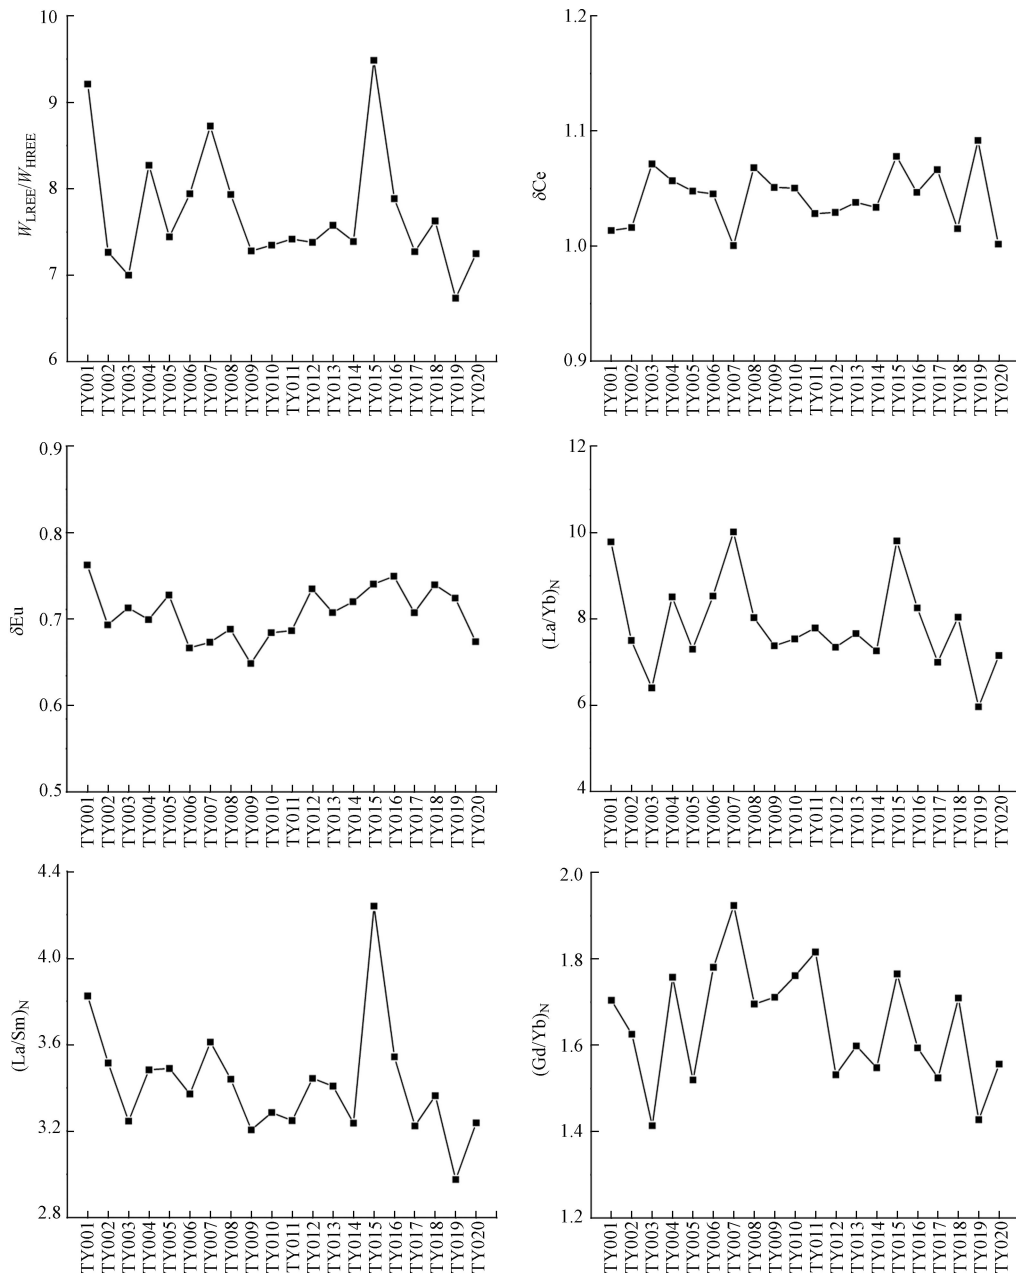 10
9
8
7
6
W_LREE/W_HREE
TY001
TY002
TY003
TY004
TY005
TY006
TY007
TY008
TY009
TY010
TY011
TY012
TY013
TY014
TY015
TY016
TY017
TY018
TY019
TY020
1.2
1.1
1.0
0.9
δCe
TY001
TY002
TY003
TY004
TY005
TY006
TY007
TY008
TY009
TY010
TY011
TY012
TY013
TY014
TY015
TY016
TY017
TY018
TY019
TY020
0.9
0.8
0.7
0.6
0.5
δEu
TY001
TY002
TY003
TY004
TY005
TY006
TY007
TY008
TY009
TY010
TY011
TY012
TY013
TY014
TY015
TY016
TY017
TY018
TY019
TY020
12
10
8
6
4
(La/Yb)N
TY001
TY002
TY003
TY004
TY005
TY006
TY007
TY008
TY009
TY010
TY011
TY012
TY013
TY014
TY015
TY016
TY017
TY018
TY019
TY020
4.4
4.0
3.6
3.2
2.8
(La/Sm)N
TY001
TY002
TY003
TY004
TY005
TY006
TY007
TY008
TY009
TY010
TY011
TY012
TY013
TY014
TY015
TY016
TY017
TY018
TY019
TY020
2.0
1.8
1.6
1.4
1.2
(Gd/Yb)N
TY001
TY002
TY003
TY004
TY005
TY006
TY007
TY008
TY009
TY010
TY011
TY012
TY013
TY014
TY015
TY016
TY017
TY018
TY019
TY020